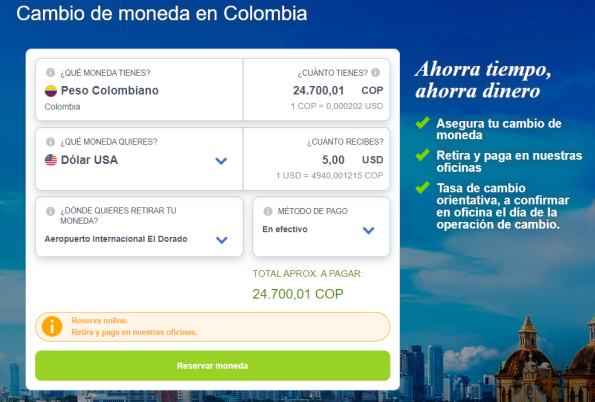 Cambio de moneda en Colombia
¿QUÉ MONEDA TIENES?
¿CUÁNTO TIENES?
Peso Colombiano
24.700,01 COP
Colombia
1 COP = 0,000202 USD
¿QUÉ MONEDA QUIERES?
¿CUÁNTO RECIBES?
Dólar USA
5,00 USD
1 USD = 4940,001215 COP
¿DÓNDE QUIERES RETIRAR TU
MONEDA?
Aeropuerto Internacional El Dorado
MÉTODO DE PAGO
En efectivo
TOTAL APROX. A PAGAR:
24.700,01 COP
Reserva online.
Retira y paga en nuestras oficinas.
Reservar moneda
Ahorra tiempo,
ahorra dinero
Asegura tu cambio de
moneda
Retira y paga en nuestras
oficinas
Tasa de cambio
orientativa, a confirmar
en oficina el día de la
operación de cambio.